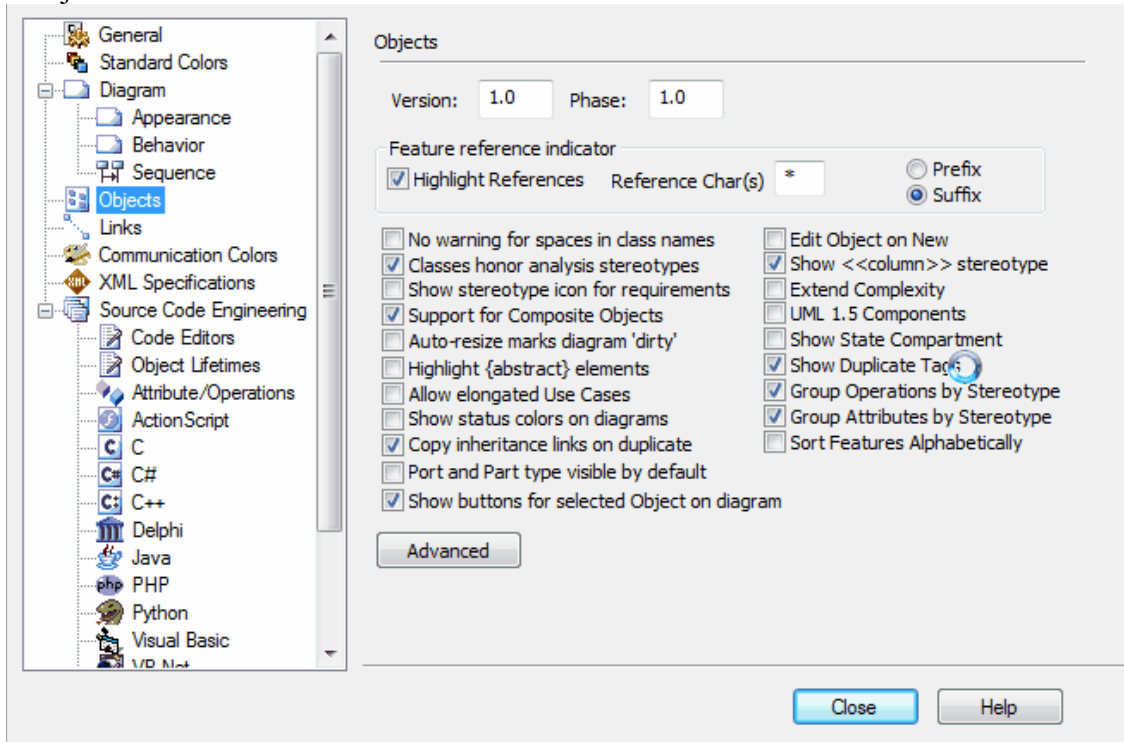 General
Standard Colors
Diagram
Appearance
Behavior
Sequence
Objects
Links
Communication Colors
XML Specifications
Source Code Engineering
Code Editors
Object Lifetimes
Attribute/Operations
ActionScript
C
C#
C++
Delphi
Java
PHP
Python
Visual Basic
VB.Net
Objects
Version: 1.0 Phase: 1.0
Feature reference indicator
Highlight References Reference Char(s) * Prefix
Suffix
No warning for spaces in class names
Classes honor analysis stereotypes
Show stereotype icon for requirements
Support for Composite Objects
Auto-resize marks diagram 'dirty'
Highlight {abstract} elements
Allow elongated Use Cases
Show status colors on diagrams
Copy inheritance links on duplicate
Port and Part type visible by default
Show buttons for selected Object on diagram
Edit Object on New
Show <<column>> stereotype
Extend Complexity
UML 1.5 Components
Show State Compartment
Show Duplicate Tags
Group Operations by Stereotype
Group Attributes by Stereotype
Sort Features Alphabetically
Advanced
Close Help